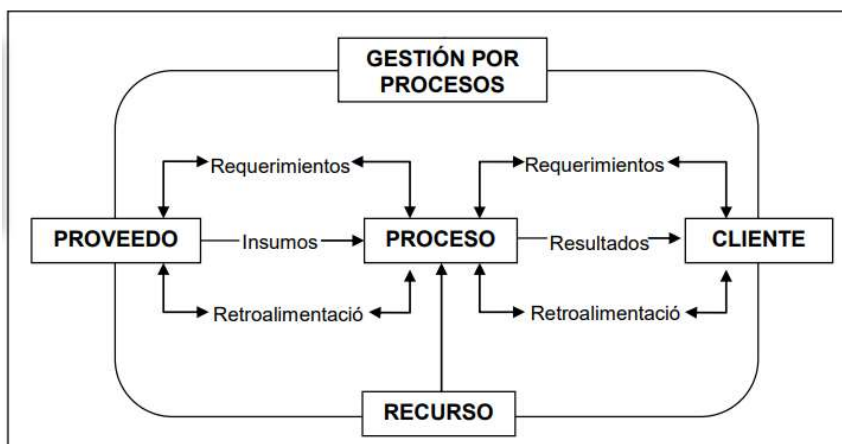 GESTIÓN POR
PROCESOS
Requerimientos
Requerimientos
PROVEEDO
Insumos
PROCESO
Resultados
CLIENTE
Retroalimentació
Retroalimentació
RECURSO